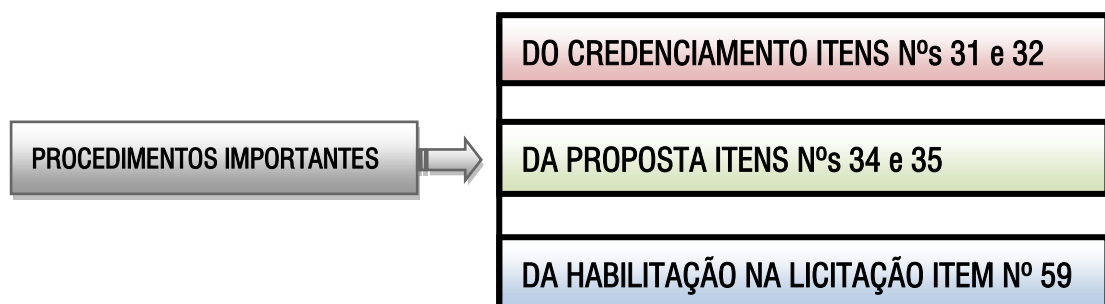 PROCEDIMENTOS IMPORTANTES
DO CREDENCIAMENTO ITENS Nºs 31 e 32
DA PROPOSTA ITENS Nºs 34 e 35
DA HABILITAÇÃO NA LICITAÇÃO ITEM Nº 59